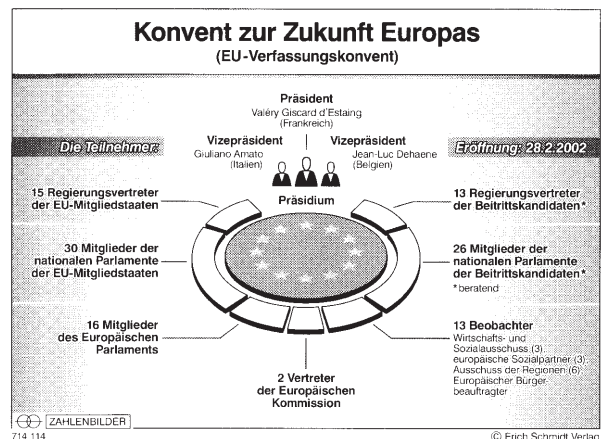 Konvent zur Zukunft Europas
(EU-Verfassungskonvent)
Präsident
Valéry Giscard d'Estaing
(Frankreich)
Die Teilnehmer:
Vizepräsident
Giuliano Amato
(Italien)
Vizepräsident
Jean-Luc Dehaene
(Belgien)
Eröffnung: 28.2.2002
Präsidium
15 Regierungsvertreter
der EU-Mitgliedstaaten
13 Regierungsvertreter
der Beitrittskandidaten*
30 Mitglieder der
nationalen Parlamente
der EU-Mitgliedstaaten
26 Mitglieder der
nationalen Parlamente
der Beitrittskandidaten*
*beratend
16 Mitglieder
des Europäischen
Parlaments
13 Beobachter
Wirtschafts- und
Sozialausschuss (3),
europäische Sozialpartner (3),
Ausschuss der Regionen (6),
Europäischer Bürger-
beauftragter
2 Vertreter
der Europäischen
Kommission
ZAHLENBILDER
714 114
© Erich Schmidt Verlag